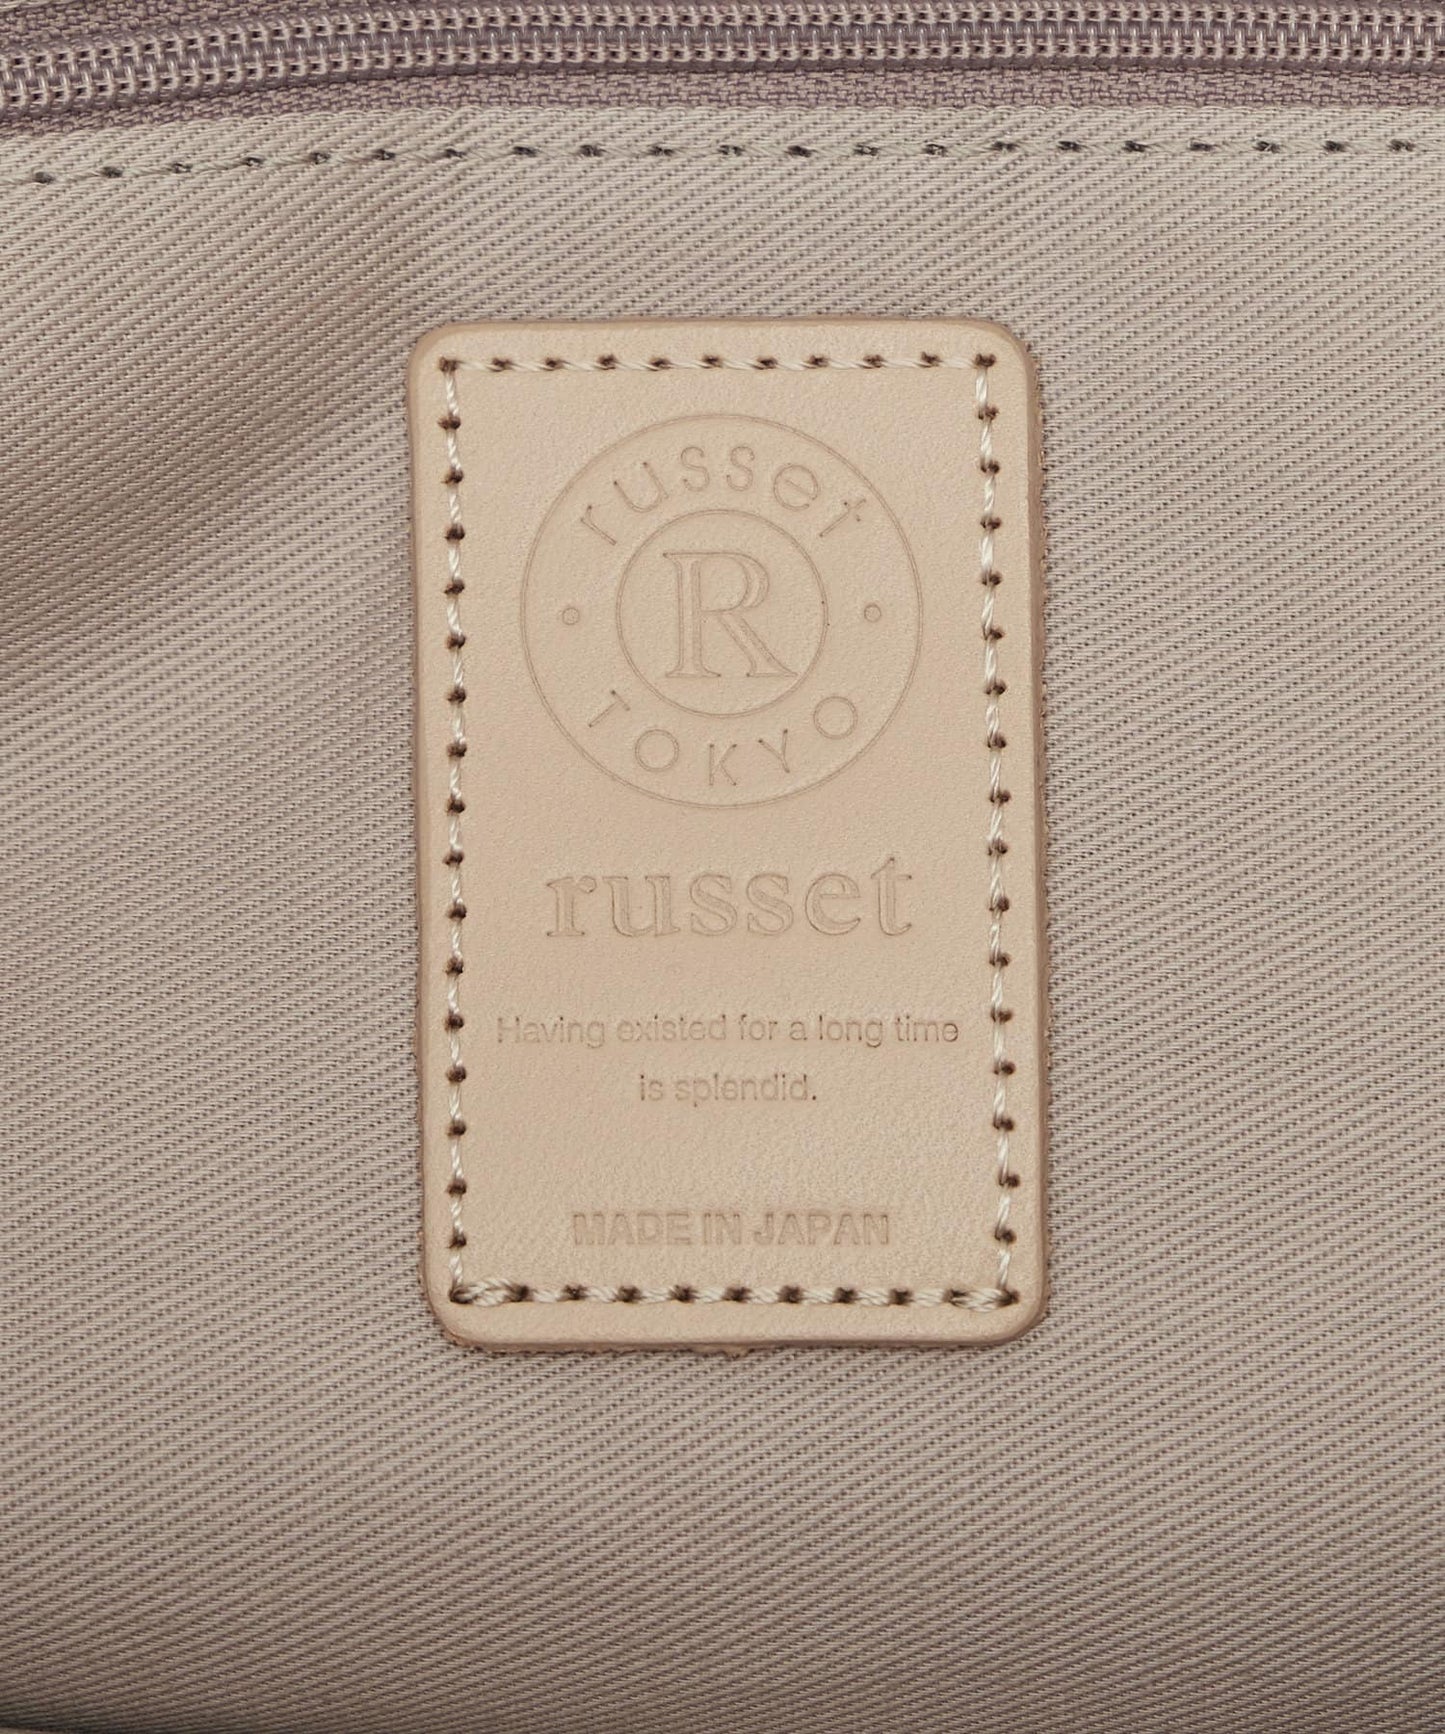 russet
R
TOKYO
russet
Having existed for a long time
is splendid.
MADE IN JAPAN